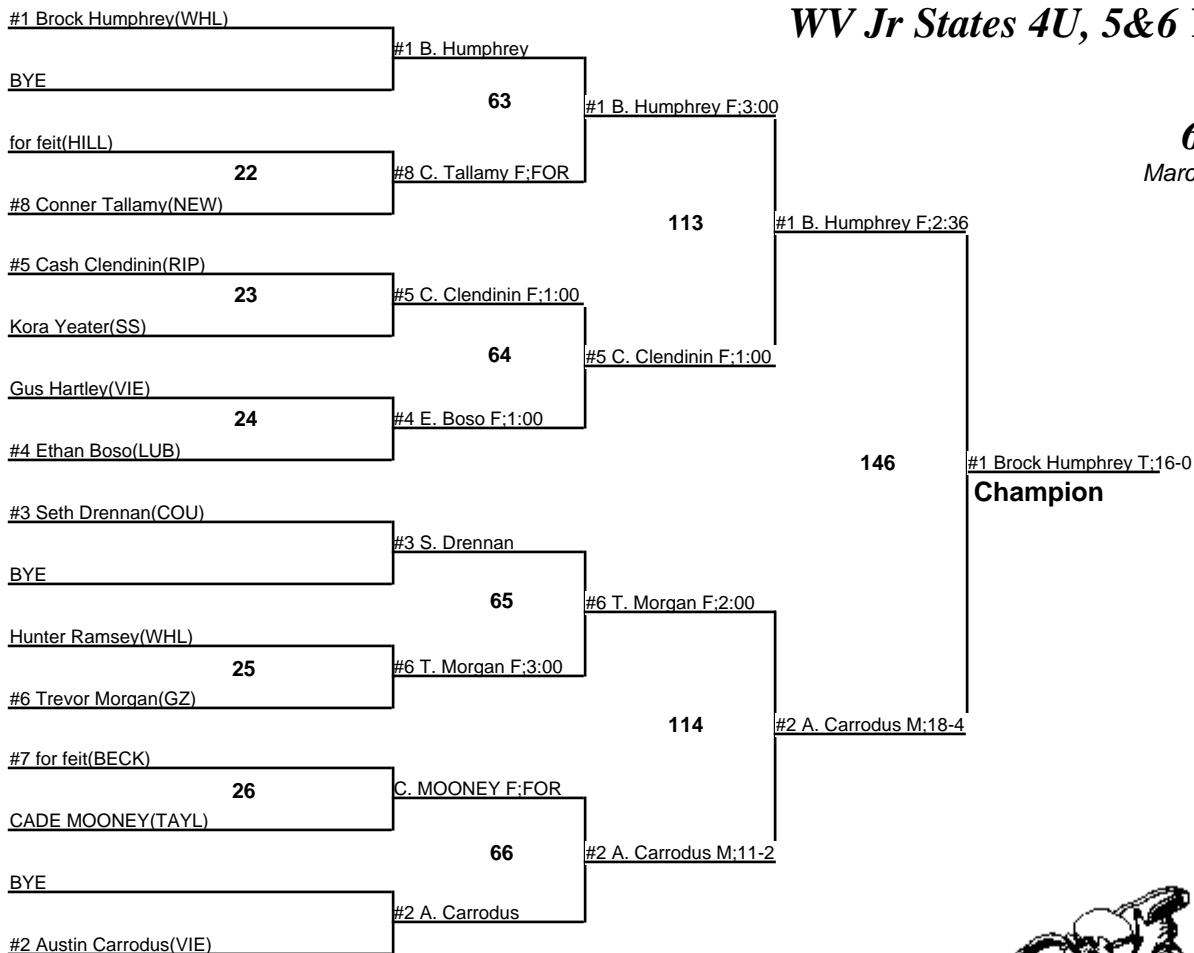 WV Jr States 4U, 5&6
#1 Brock Humphrey(WHL)
#1 B. Humphrey
BYE
63
#1 B. Humphrey F;3:00
for feit(HILL)
6
22
#8 C. Tallamy F;FOR
#8 Conner Tallamy(NEW)
113
#1 B. Humphrey F;2:36
#5 Cash Clendinin(RIP)
23
#5 C. Clendinin F;1:00
Kora Yeater(SS)
64
#5 C. Clendinin F;1:00
Gus Hartley(VIE)
24
#4 E. Boso F;1:00
#4 Ethan Boso(LUB)
146
#1 Brock Humphrey T;16-0
Champion
#3 Seth Drennan(COU)
#3 S. Drennan
BYE
65
#6 T. Morgan F;2:00
Hunter Ramsey(WHL)
25
#6 T. Morgan F;3:00
#6 Trevor Morgan(GZ)
114
#2 A. Carrodus M;18-4
#7 for feit(BECK)
26
C. MOONEY F;FOR
CADE MOONEY(TAYL)
66
#2 A. Carrodus M;11-2
BYE
#2 A. Carrodus
#2 Austin Carrodus(VIE)